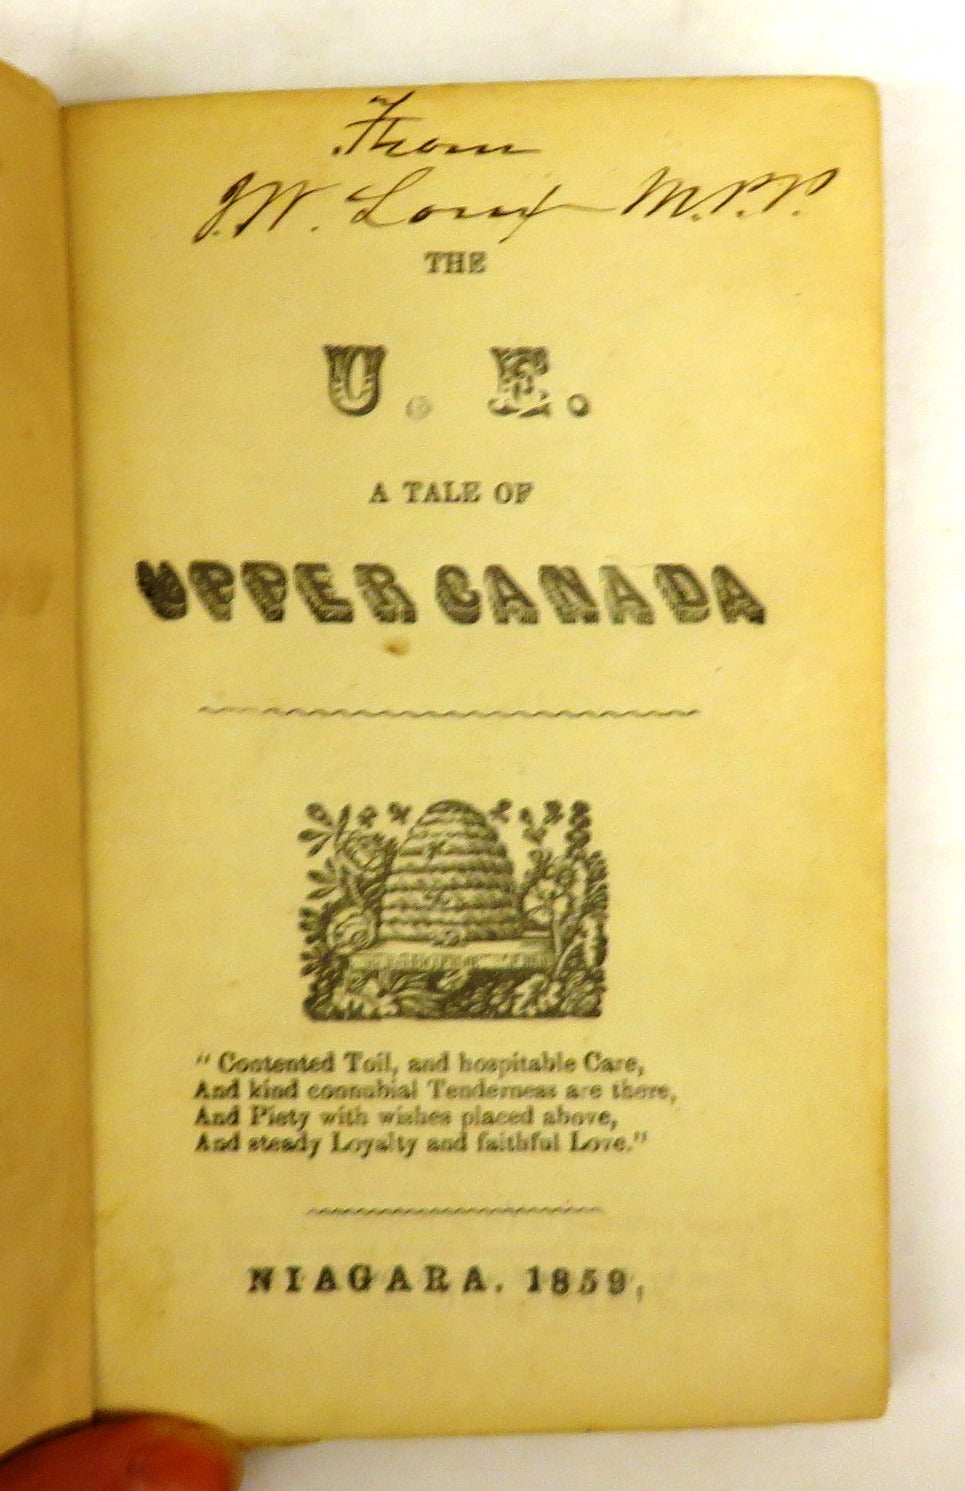 From
J.W. M.P.P.
THE
U. E.
A TALE OF
UPPER CANADA
" Contented Toil, and hospitable Care,
And kind connubial Tenderness are there,
And Piety with wishes placed above,
And steady Loyalty and faithful Love."
NIAGARA. 1859,